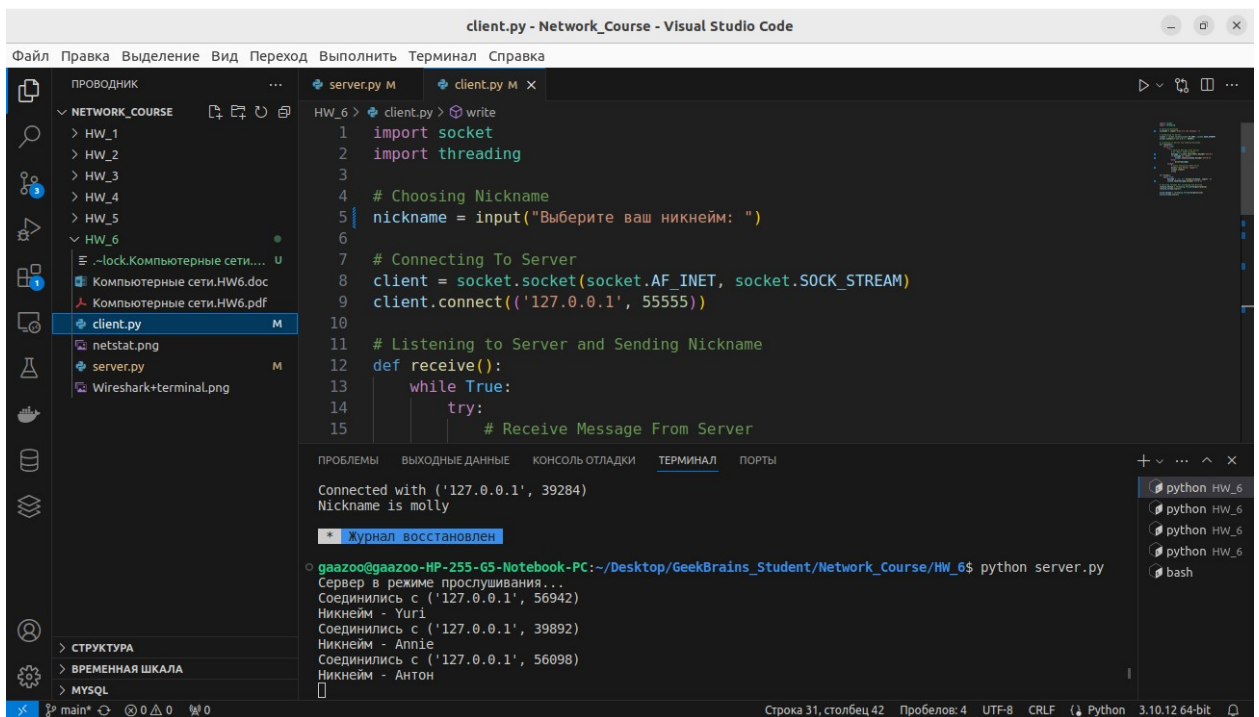 client.py - Network_Course - Visual Studio Code
Файл Правка Выделение Вид Переход Выполнить Терминал Справка
ПРОВОДНИК
NETWORK_COURSE
HW_1
HW_2
HW_3
HW_4
HW_5
HW_6
.~lock.Компьютерные сети.... U
Компьютерные сети.HW6.doc
Компьютерные сети.HW6.pdf
client.py M
netstat.png
server.py M
Wireshark+terminal.png
СТРУКТУРА
ВРЕМЕННАЯ ШКАЛА
MYSQL
3
1
server.py M client.py M
HW_6 > client.py > write
1 import socket
2 import threading
3
4 # Choosing Nickname
5 nickname = input("Выберите ваш никнейм: ")
6
7 # Connecting To Server
8 client = socket.socket(socket.AF_INET, socket.SOCK_STREAM)
9 client.connect(('127.0.0.1', 55555))
10
11 # Listening to Server and Sending Nickname
12 def receive():
13 while True:
14 try:
15 # Receive Message From Server
ПРОБЛЕМЫ ВЫХОДНЫЕ ДАННЫЕ КОНСОЛЬ ОТЛАДКИ ТЕРМИНАЛ ПОРТЫ
Connected with ('127.0.0.1', 39284)
Nickname is molly
* Журнал восстановлен
gaazoo@gaazoo-HP-255-G5-Notebook-PC:~/Desktop/GeekBrains_Student/Network_Course/HW_6$ python server.py
Сервер в режиме прослушивания...
Соединились с ('127.0.0.1', 56942)
Никнейм - Yuri
Соединились с ('127.0.0.1', 39892)
Никнейм - Annie
Соединились с ('127.0.0.1', 56098)
Никнейм - Антон
python HW_6
python HW_6
python HW_6
python HW_6
bash
main* 0 0 0 Строка 31, столбец 42 Пробелов: 4 UTF-8 CRLF Python 3.10.12 64-bit